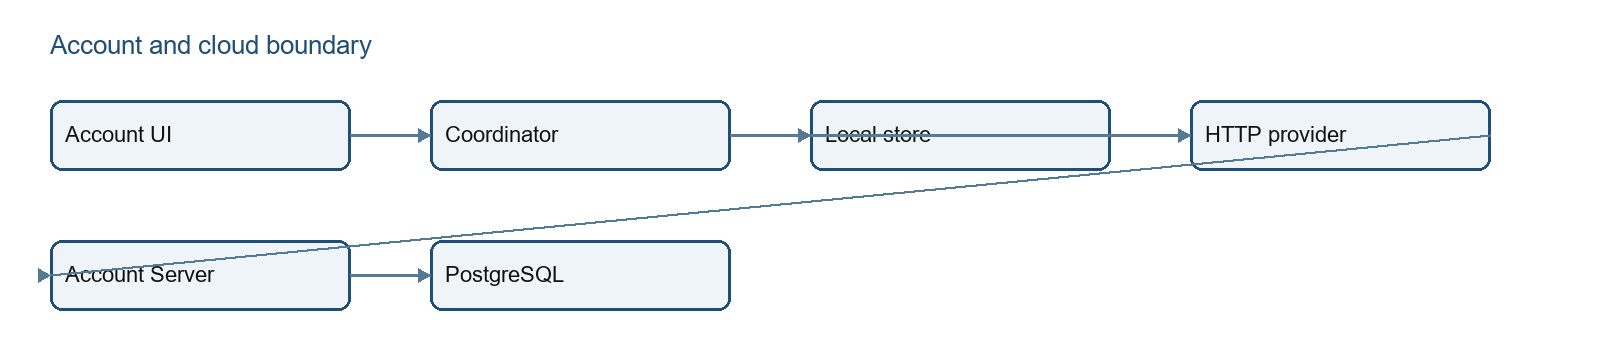 Account and cloud boundary
Account UI
Coordinator
Local store
HTTP provider
Account Server
PostgreSQL